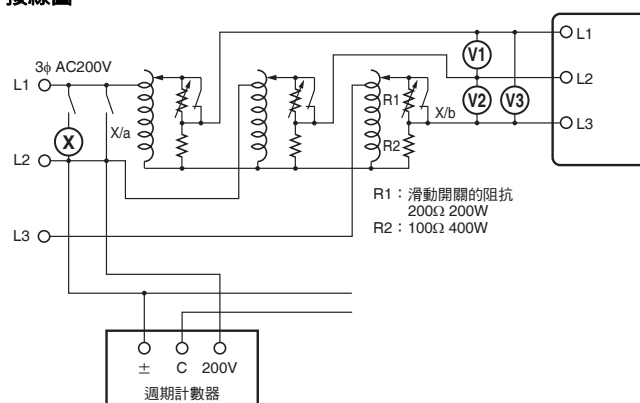 接線圖
3ϕ AC200V
L1
L2
L3
X/a
X
R1
R2
X/b
V1
V2
V3
L1
L2
L3
R1：滑動開關的阻抗
200Ω 200W
R2：100Ω 400W
± C 200V
週期計數器